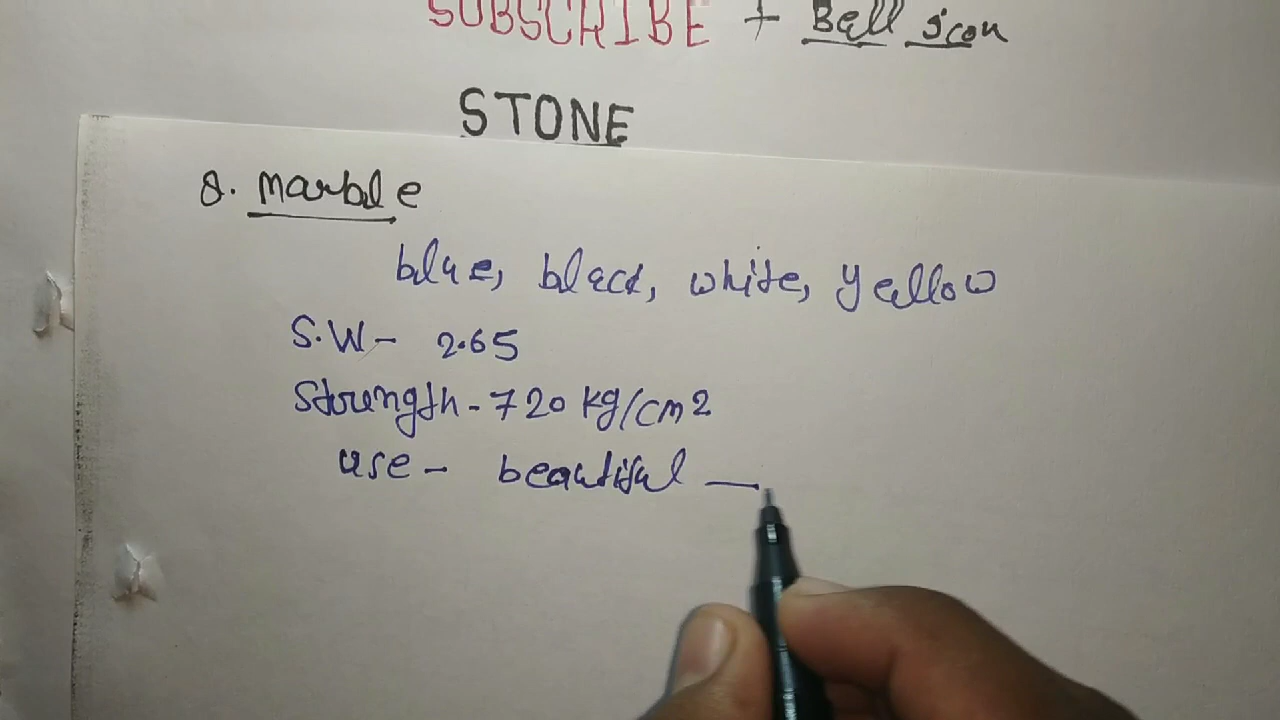 SUBSCRIBE + Bell icon
STONE
8. Marble
blue, black, white, yellow
S.W - 2.65
Strength - 720 kg/cm2
use - beautiful —